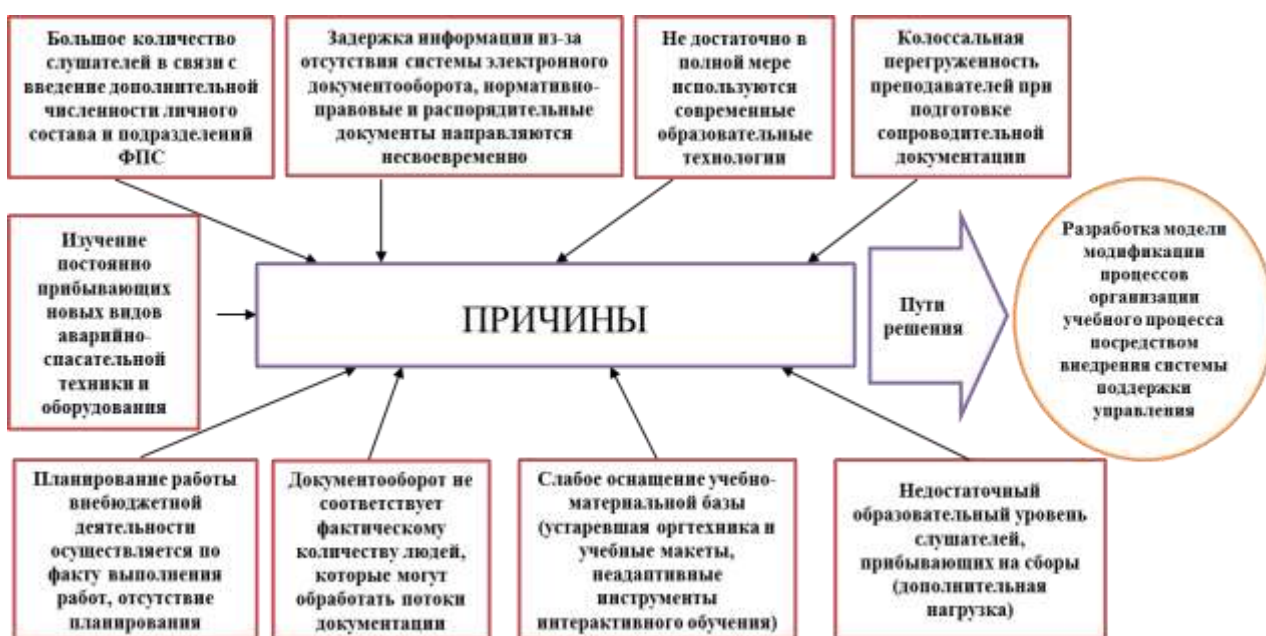 Большое количество
слушателей в связи с
введение дополнительной
численности личного
состава и подразделений
ФПС
Задержка информации из-за
отсутствия системы электронного
документооборота, нормативно-
правовые и распорядительные
документы направляются
несвоевременно
Не достаточно в
полной мере
используются
современные
образовательные
технологии
Колоссальная
перегруженность
преподавателей при
подготовке
сопроводительной
документации
Изучение
постоянно
прибывающих
новых видов
аварийно-
спасательной
техники и
оборудования
ПРИЧИНЫ
Пути
решения
Разработка модели
модификации
процессов
организации
учебного процесса
посредством
внедрения системы
поддержки
управления
Планирование работы
внебюджетной
деятельности
осуществляется по
факту выполнения
работ, отсутствие
планирования
Документооборот не
соответствует
фактическому
количеству людей,
которые могут
обработать потоки
документации
Слабое оснащение учебно-
материальной базы
(устаревшая оргтехника и
учебные макеты,
неадаптивные
инструменты
интерактивного обучения)
Недостаточный
образовательный уровень
слушателей,
прибывающих на сборы
(дополнительная
нагрузка)